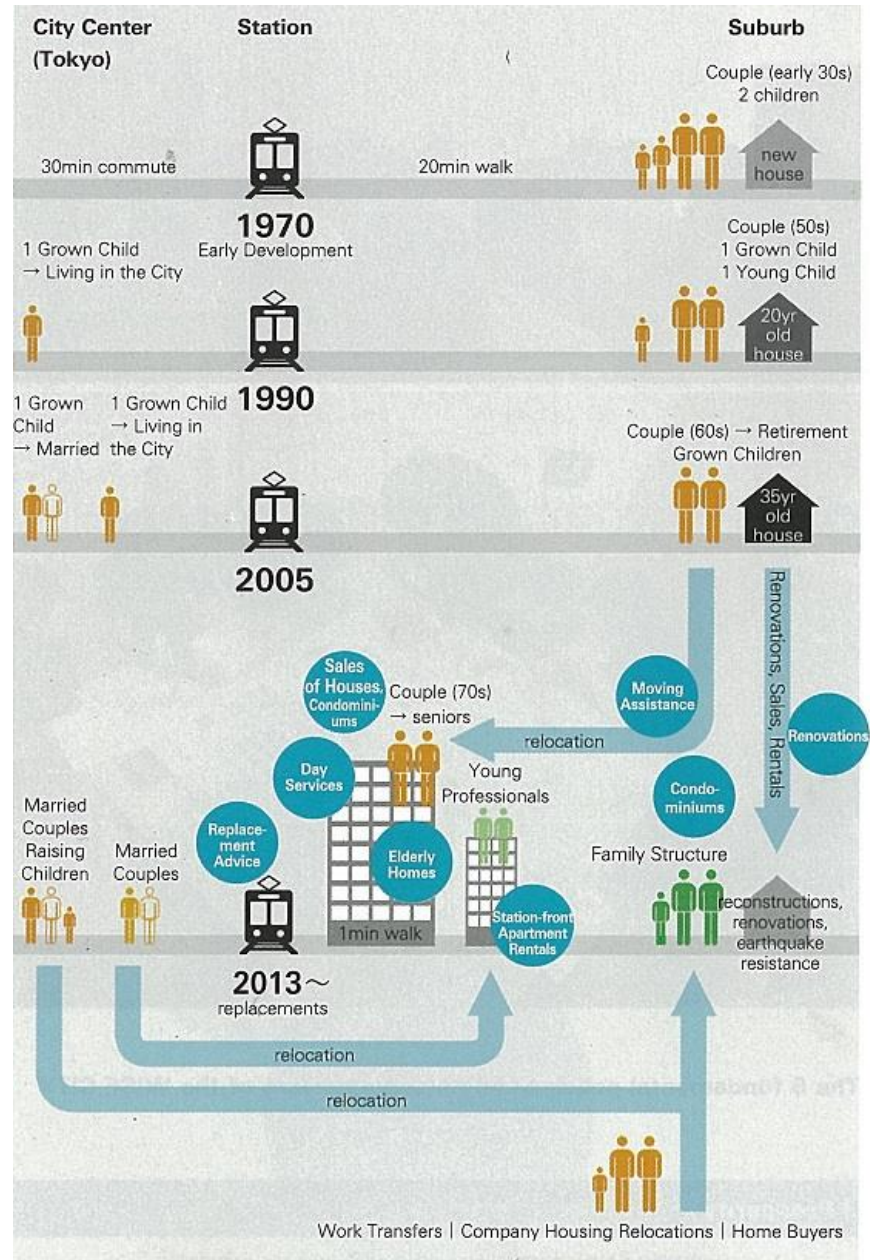 City Center
(Tokyo)
Station
Suburb
Couple (early 30s)
2 children
30min commute
20min walk
new
house
1970
Early Development
1 Grown Child
→ Living in the City
Couple (50s)
1 Grown Child
1 Young Child
20yr
old
house
1990
1 Grown
Child
→ Married
1 Grown Child
→ Living in
the City
Couple (60s) → Retirement
Grown Children
35yr
old
house
2005
Renovations, Sales, Rentals
Sales
of Houses,
Condomini-
ums
Couple (70s)
→ seniors
Moving
Assistance
relocation
Renovations
Day
Services
Young
Professionals
Condo-
miniums
Married
Couples
Raising
Children
Married
Couples
Replace-
ment
Advice
Elderly
Homes
Family Structure
Station-front
Apartment
Rentals
1min walk
reconstructions,
renovations,
earthquake
resistance
2013~
replacements
relocation
relocation
Work Transfers | Company Housing Relocations | Home Buyers